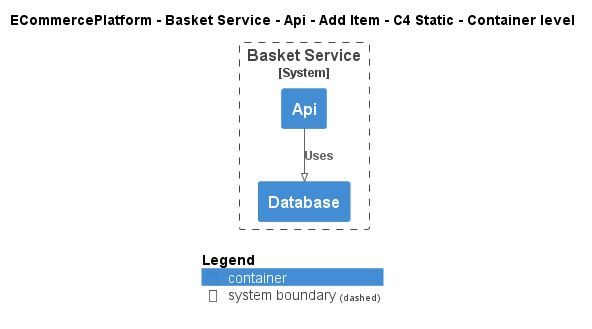 ECommercePlatform - Basket Service - Api - Add Item - C4 Static - Container level
Basket Service
[System]
Api
Uses
Database
Legend
container
system boundary (dashed)